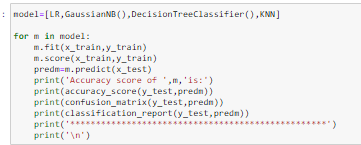 : model=[LR,GaussianNB(),DecisionTreeClassifier(),KNN]
for m in model:
    m.fit(x_train,y_train)
    m.score(x_train,y_train)
    predm=m.predict(x_test)
    print('Accuracy score of ',m,'is:')
    print(accuracy_score(y_test,predm))
    print(confusion_matrix(y_test,predm))
    print(classification_report(y_test,predm))
    print('*************************************************')
    print('\n')